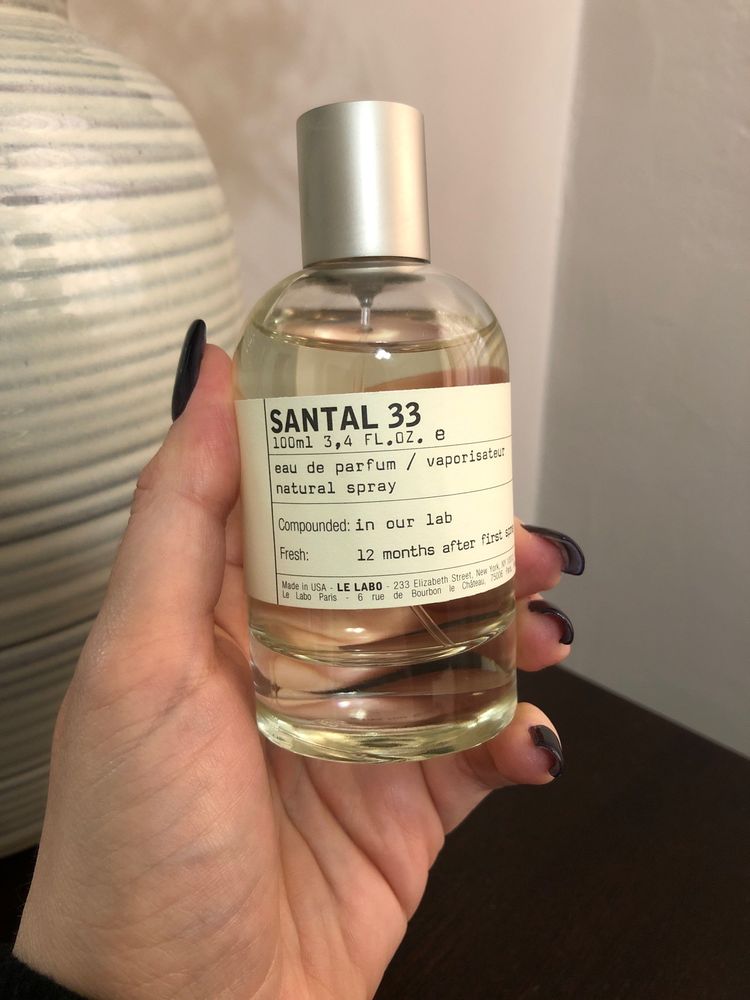 SANTAL 33
100ml 3,4 FL.OZ. e
eau de parfum / vaporisateur
natural spray
Compounded: in our lab
Fresh: 12 months after first
Made in USA - LE LABO - 233 Elizabeth Street, New York, NY
Le Labo Paris - 6 rue de Bourbon le Château, 75006